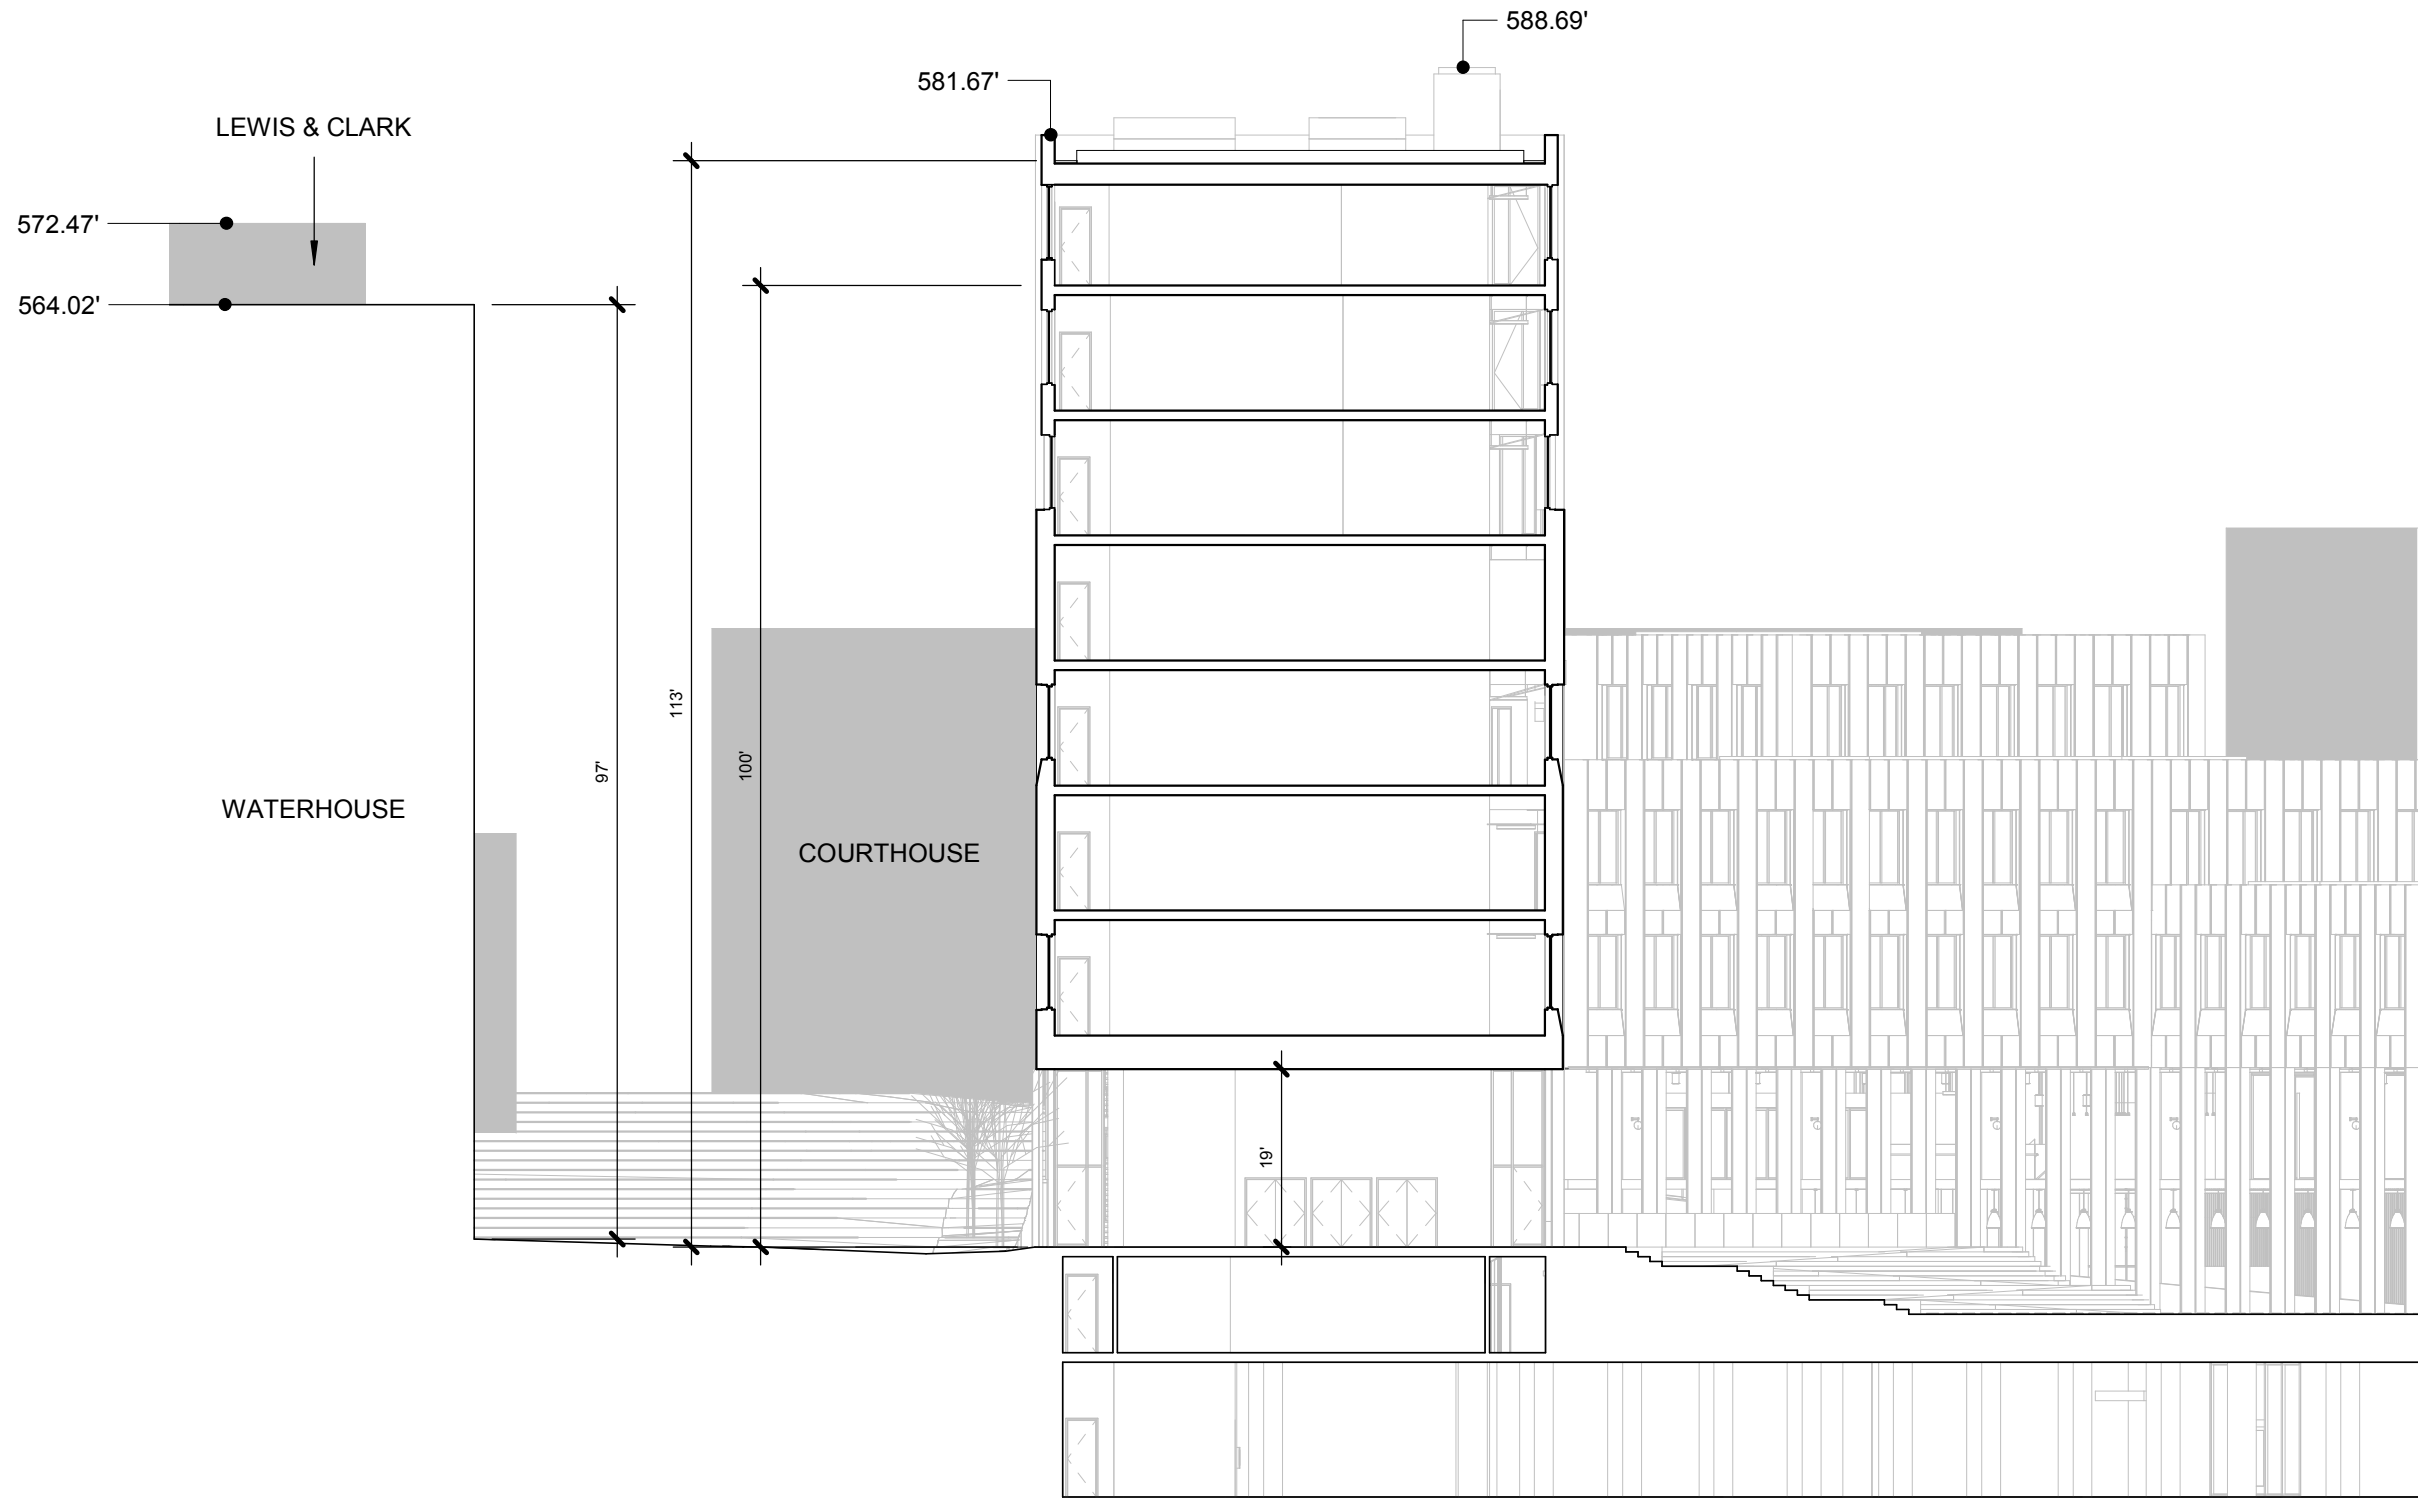 588.69'
581.67'
LEWIS & CLARK
572.47'
564.02'
113'
100'
97'
WATERHOUSE
COURTHOUSE
19'